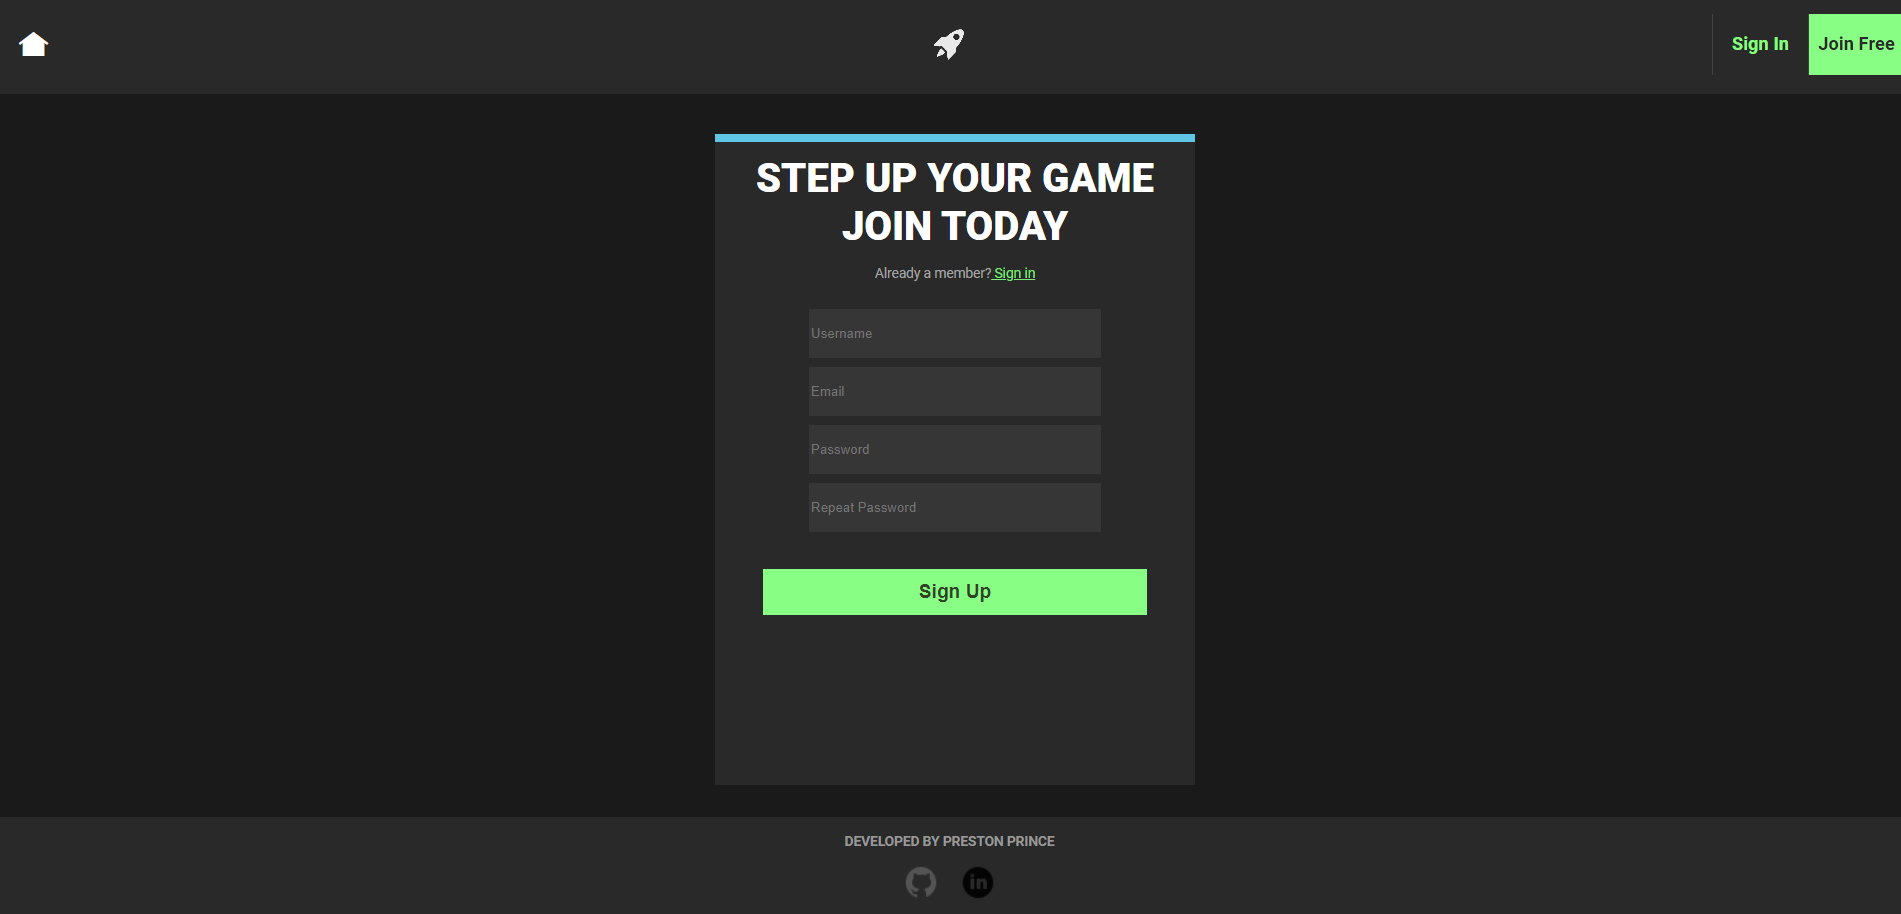 Sign In
Join Free
STEP UP YOUR GAME
JOIN TODAY
Already a member? Sign in
Username
Email
Password
Repeat Password
Sign Up
DEVELOPED BY PRESTON PRINCE
in